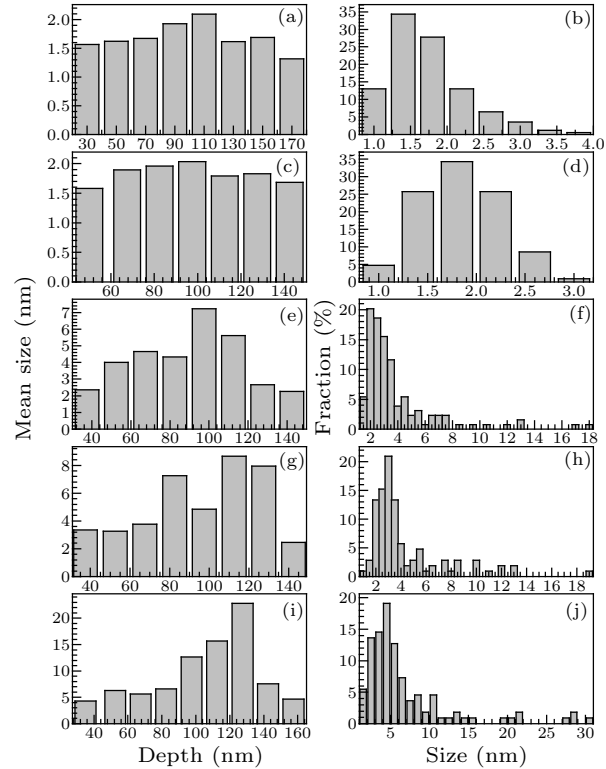 (a)
2.0
1.5
1.0
0.5
0.0
30 50 70 90 110 130 150 170
(b)
35
30
25
20
15
10
5
0
1.0 1.5 2.0 2.5 3.0 3.5 4.0
(c)
2.0
1.5
1.0
0.5
0.0
60 80 100 120 140
(d)
35
30
25
20
15
10
5
0
1.0 1.5 2.0 2.5 3.0
Mean size (nm)
Fraction (%)
(e)
7
6
5
4
3
2
1
0
40 60 80 100 120 140
(f)
20
15
10
5
0
2 4 6 8 10 12 14 16 18
(g)
8
6
4
2
0
40 60 80 100 120 140
(h)
20
15
10
5
0
2 4 6 8 10 12 14 16 18
(i)
20
15
10
5
0
40 60 80 100 120 140 160
Depth (nm)
(j)
20
15
10
5
0
5 10 15 20 25 30
Size (nm)